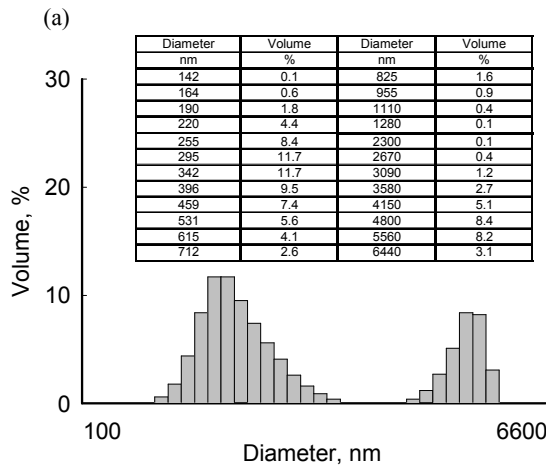 (a)
Diameter Volume Diameter Volume
nm % nm %
142 0.1 825 1.6
164 0.6 955 0.9
190 1.8 1110 0.4
220 4.4 1280 0.1
255 8.4 2300 0.1
295 11.7 2670 0.4
342 11.7 3090 1.2
396 9.5 3580 2.7
459 7.4 4150 5.1
531 5.6 4800 8.4
615 4.1 5560 8.2
712 2.6 6440 3.1
30
20
10
0
Volume, %
100 6600
Diameter, nm